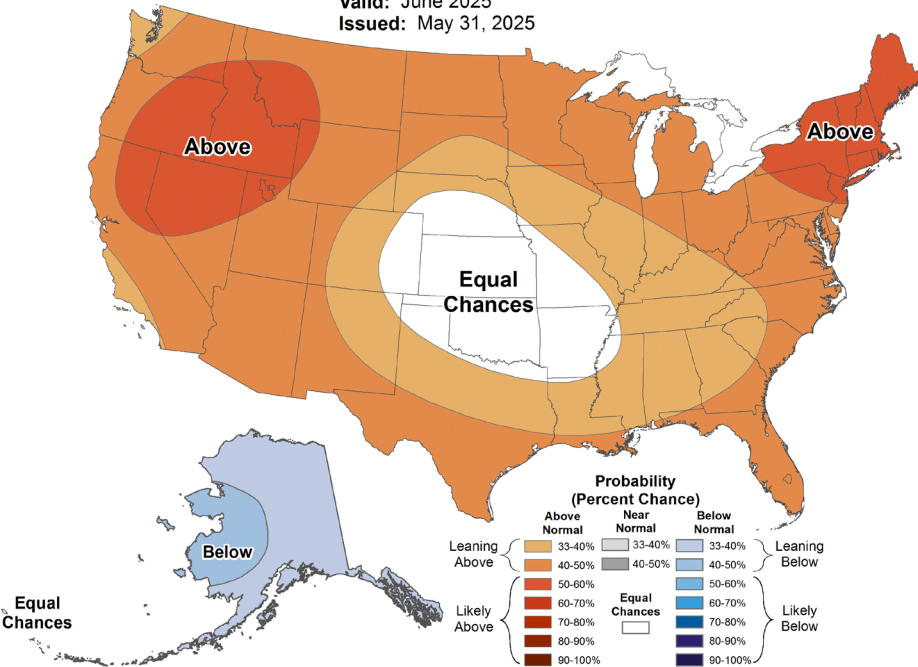 Valid: June 2025
Issued: May 31, 2025
Above
Above
Equal
Chances
Below
Equal
Chances
Probability
(Percent Chance)
Above
Normal
Near
Normal
Below
Normal
Leaning
Above
33-40%
40-50%
33-40%
40-50%
33-40%
40-50%
Leaning
Below
Likely
Above
50-60%
60-70%
70-80%
80-90%
90-100%
Equal
Chances
50-60%
60-70%
70-80%
80-90%
90-100%
Likely
Below